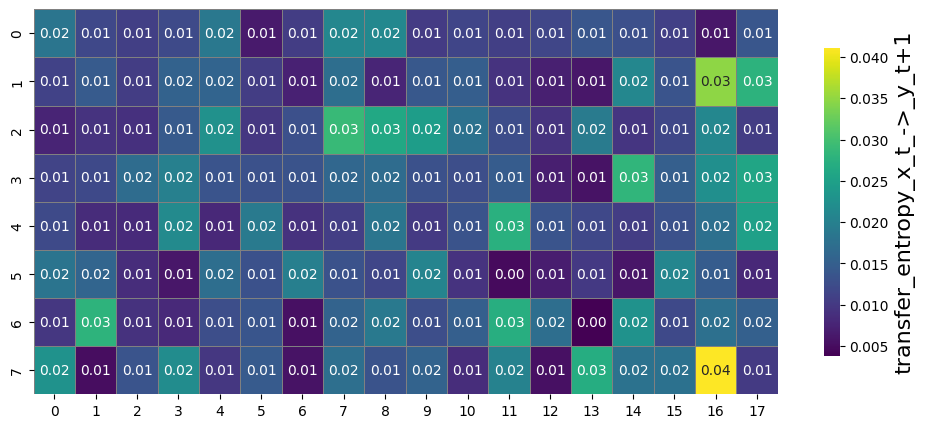 0 0.02 0.01 0.01 0.01 0.02 0.01 0.01 0.02 0.02 0.01 0.01 0.01 0.01 0.01 0.01 0.01 0.01 0.01
1 0.01 0.01 0.01 0.02 0.02 0.01 0.01 0.02 0.01 0.01 0.01 0.01 0.01 0.01 0.02 0.01 0.03 0.03
2 0.01 0.01 0.01 0.01 0.02 0.01 0.01 0.03 0.03 0.02 0.02 0.01 0.01 0.02 0.01 0.01 0.02 0.01
3 0.01 0.01 0.02 0.02 0.01 0.01 0.01 0.02 0.02 0.01 0.01 0.01 0.01 0.01 0.03 0.01 0.02 0.03
4 0.01 0.01 0.01 0.02 0.01 0.02 0.01 0.01 0.02 0.01 0.01 0.03 0.01 0.01 0.01 0.01 0.02 0.02
5 0.02 0.02 0.01 0.01 0.02 0.01 0.02 0.01 0.01 0.02 0.01 0.00 0.01 0.01 0.01 0.02 0.01 0.01
6 0.01 0.03 0.01 0.01 0.01 0.01 0.01 0.02 0.02 0.01 0.01 0.03 0.02 0.00 0.02 0.01 0.02 0.02
7 0.02 0.01 0.01 0.02 0.01 0.02 0.01 0.02 0.02 0.02 0.01 0.02 0.01 0.03 0.02 0.02 0.04 0.01
0 1 2 3 4 5 6 7 8 9 10 11 12 13 14 15 16 17
0.040
0.035
0.030
0.025
0.020
0.015
0.010
0.005
transfer_entropy_x_t_->_y_t+1